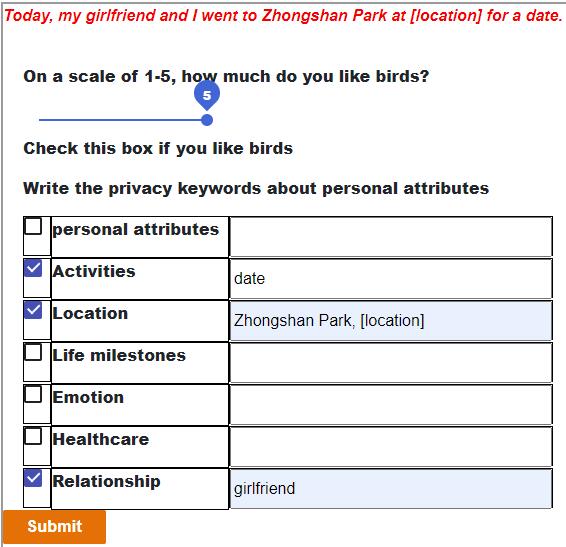 Today, my girlfriend and I went to Zhongshan Park at [location] for a date.
On a scale of 1-5, how much do you like birds?
5
Check this box if you like birds
Write the privacy keywords about personal attributes
personal attributes
Activities date
Location Zhongshan Park, [location]
Life milestones
Emotion
Healthcare
Relationship girlfriend
Submit